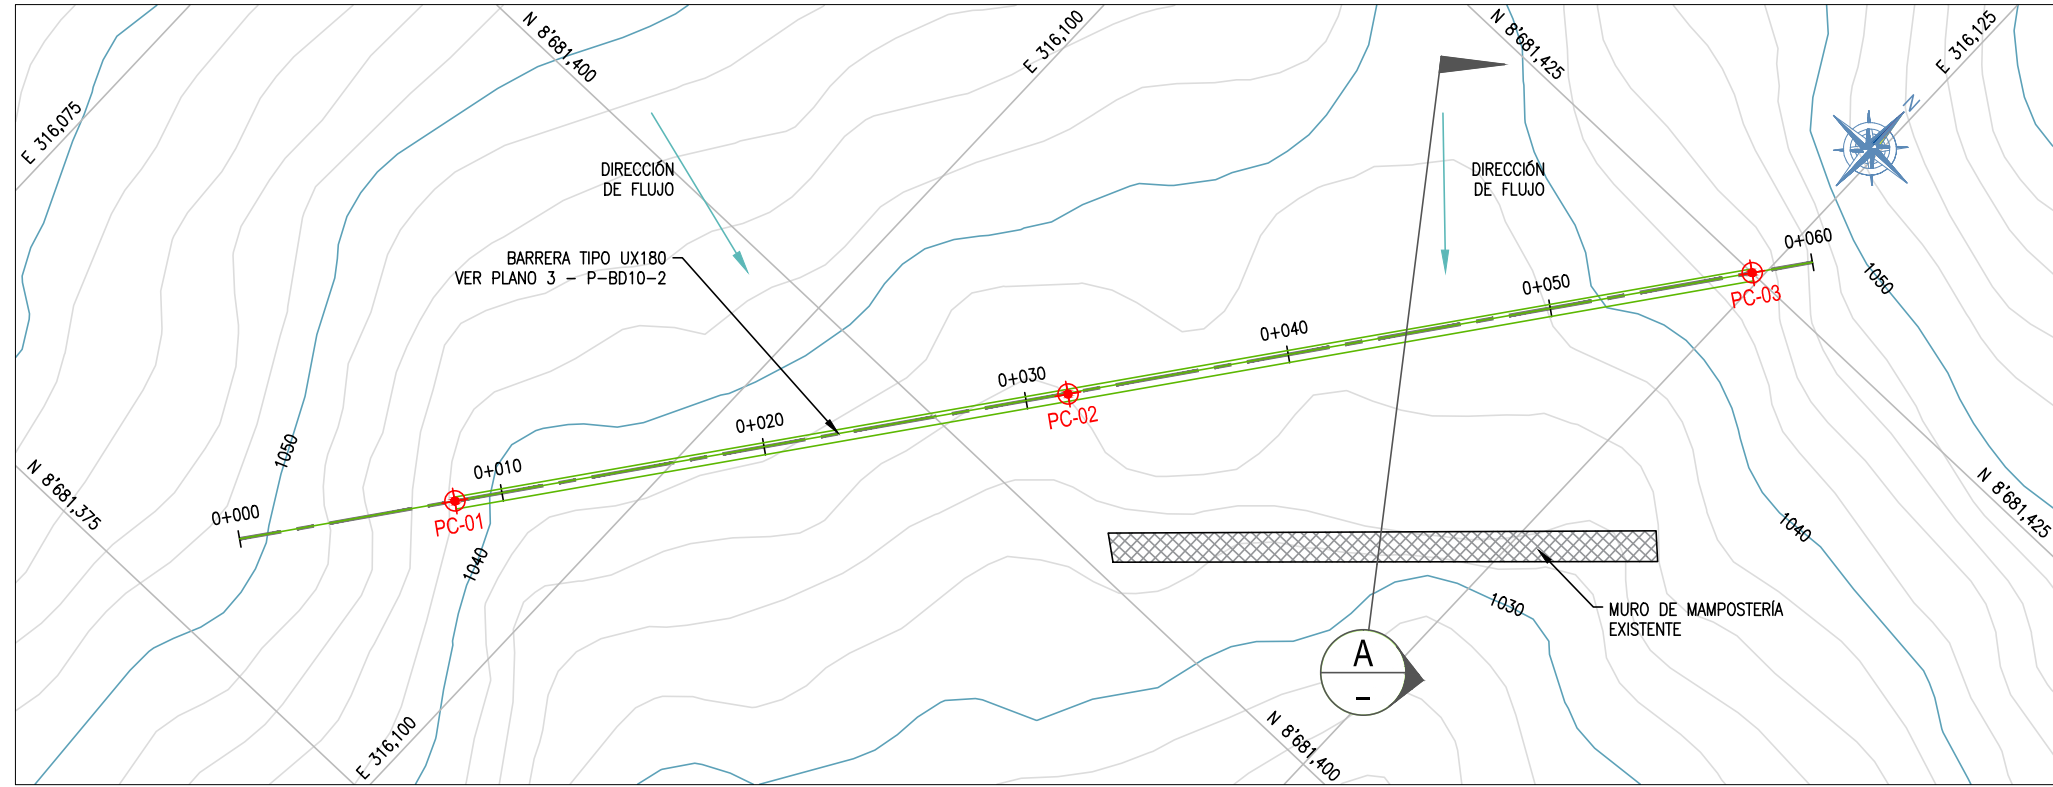 N 8'681,400
E 316,100
N 8'681,425
E 316,125
E 316,075
N
DIRECCIÓN
DE FLUJO
DIRECCIÓN
DE FLUJO
BARRERA TIPO UX180
VER PLANO 3 - P-BD10-2
0+060
1050
PC-03
0+050
0+040
0+030
PC-02
0+020
1050
0+010
0+000
PC-01
N 8'681,375
N 8'681,425
1040
1040
1030
MURO DE MAMPOSTERÍA
EXISTENTE
A
-
E 316,100
N 8'681,400